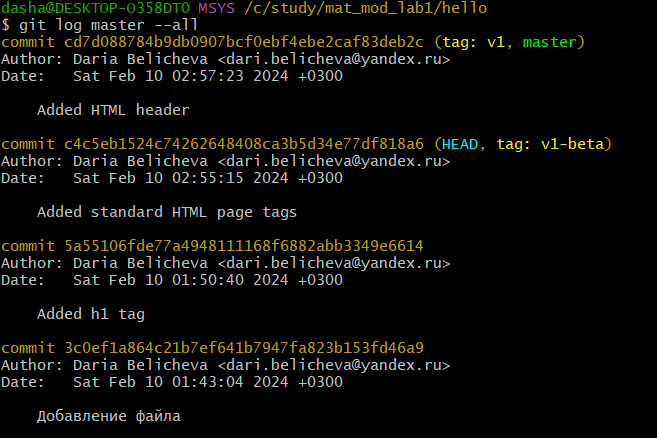 dasha@DESKTOP-O358DT0 MSYS /c/study/mat_mod_lab1/hello
$ git log master --all
commit cd7d088784b9db0907bcf0ebf4ebe2caf83deb2c (tag: v1, master)
Author: Daria Belicheva <dari.belicheva@yandex.ru>
Date:   Sat Feb 10 02:57:23 2024 +0300
    Added HTML header
commit c4c5eb1524c74262648408ca3b5d34e77df818a6 (HEAD, tag: v1-beta)
Author: Daria Belicheva <dari.belicheva@yandex.ru>
Date:   Sat Feb 10 02:55:15 2024 +0300
    Added standard HTML page tags
commit 5a55106fde77a4948111168f6882abb3349e6614
Author: Daria Belicheva <dari.belicheva@yandex.ru>
Date:   Sat Feb 10 01:50:40 2024 +0300
    Added h1 tag
commit 3c0ef1a864c21b7ef641b7947fa823b153fd46a9
Author: Daria Belicheva <dari.belicheva@yandex.ru>
Date:   Sat Feb 10 01:43:04 2024 +0300
    Добавление файла